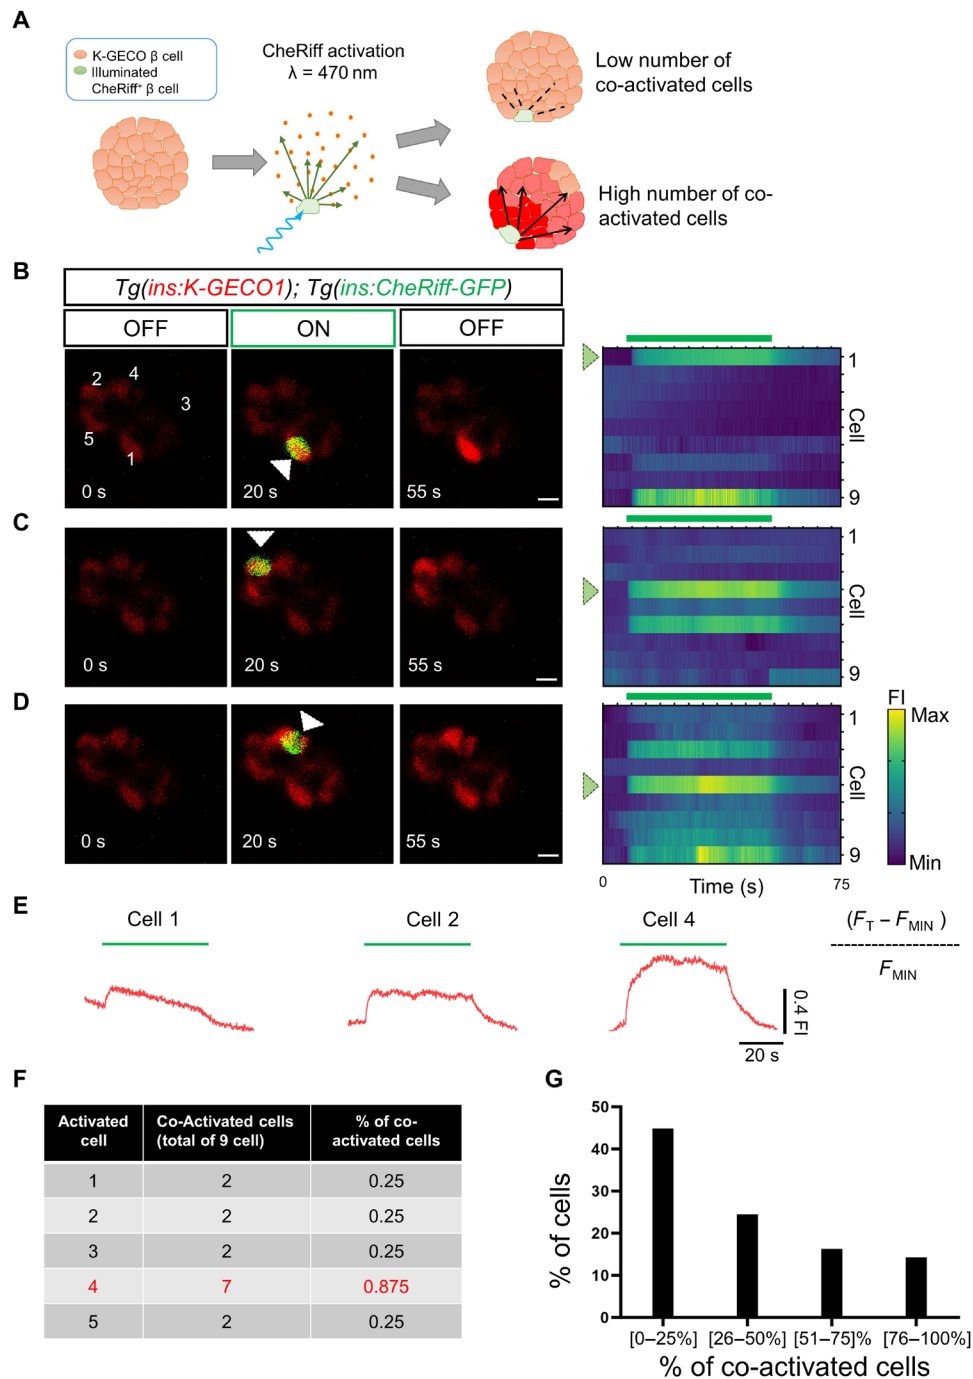 A
K-GECO β cell
Illuminated
CheRiff⁺ β cell
CheRiff activation
λ = 470 nm
Low number of
co-activated cells
High number of co-
activated cells
B
Tg(ins:K-GECO1); Tg(ins:CheRiff-GFP)
OFF
ON
OFF
2
4
3
5
1
0 s
20 s
55 s
1
Cell
9
C
0 s
20 s
55 s
1
Cell
9
D
0 s
20 s
55 s
1
Cell
9
0
Time (s)
75
FI
Max
Min
E
Cell 1
Cell 2
Cell 4
(F_T – F_MIN )
F_MIN
0.4 FI
20 s
F
Activated cell
Co-Activated cells (total of 9 cell)
% of co-activated cells
1 2 0.25
2 2 0.25
3 2 0.25
4 7 0.875
5 2 0.25
G
50
40
30
20
10
0
% of cells
[0–25%] [26–50%] [51–75]% [76–100%]
% of co-activated cells